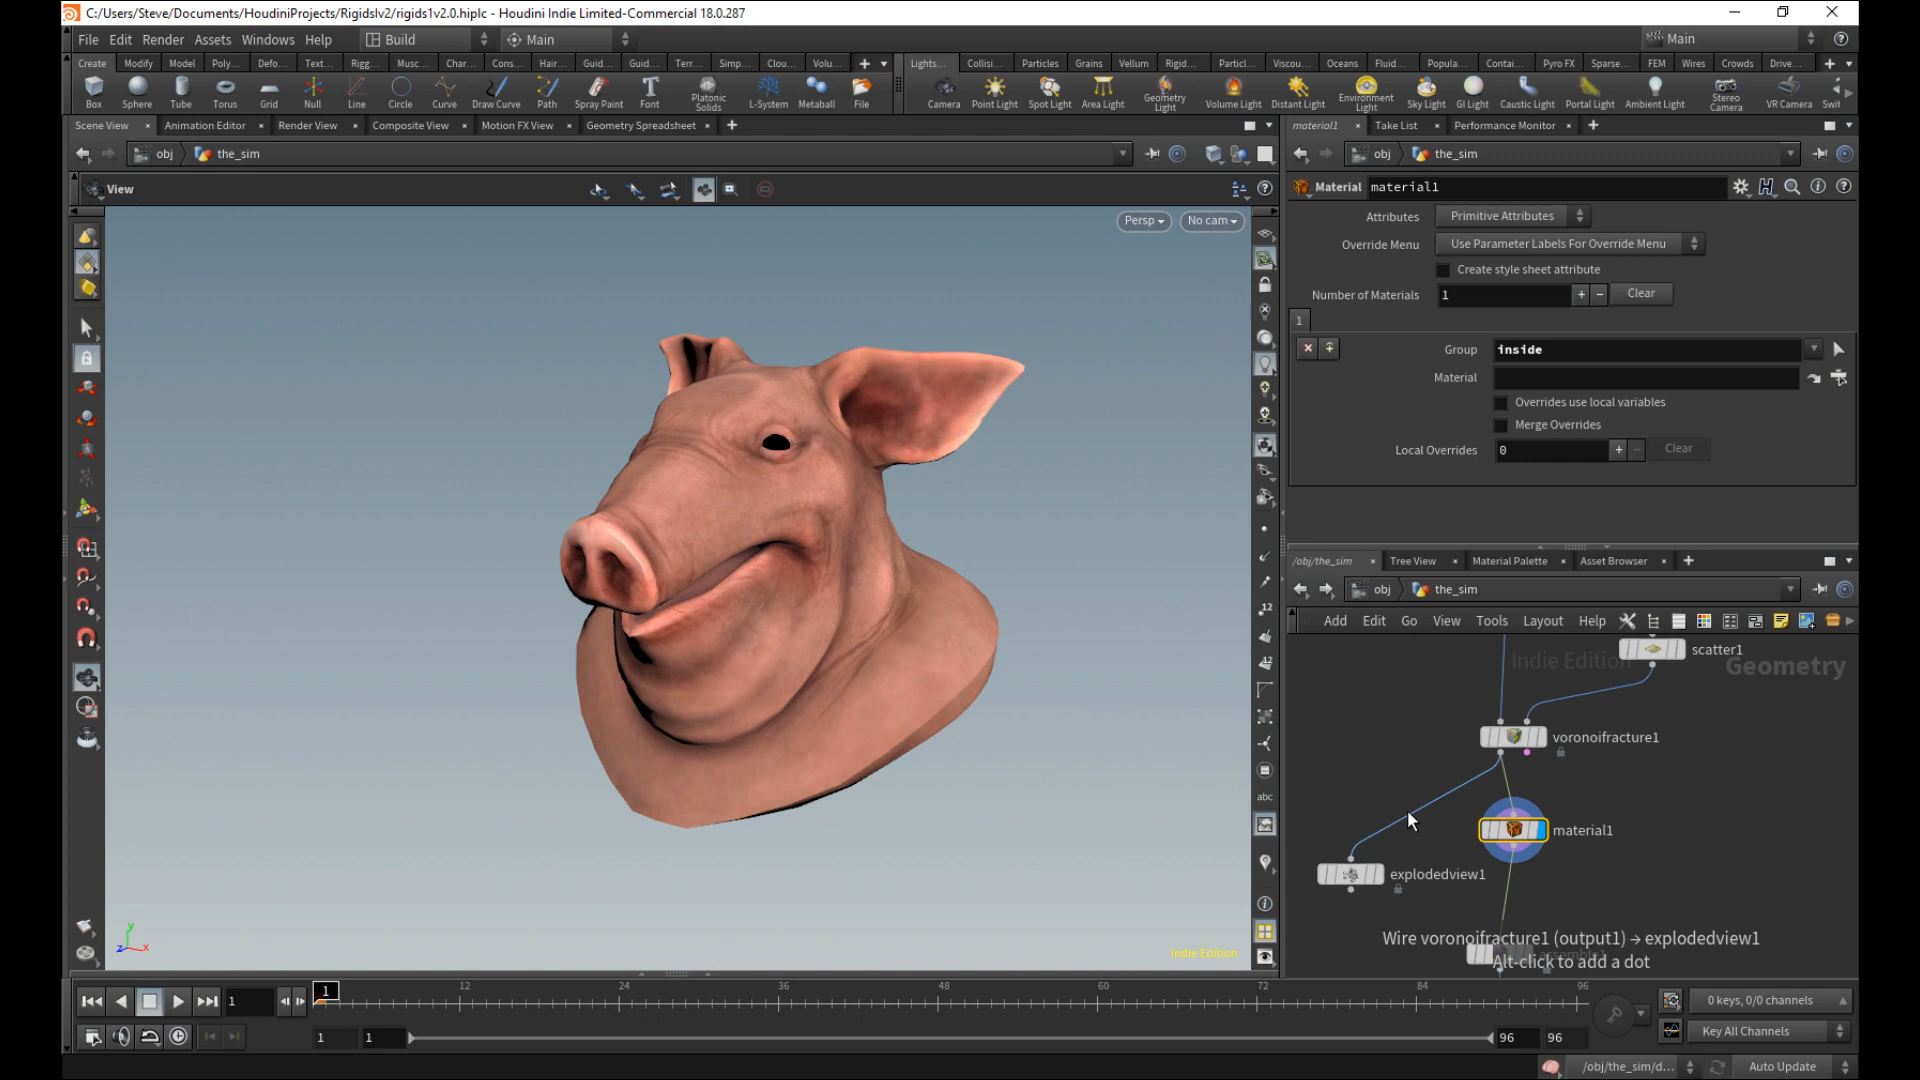 C:/Users/Steve/Documents/HoudiniProjects/RigidsIv2/rigids1v2.0.hiplc - Houdini Indie Limited-Commercial 18.0.287
File Edit Render Assets Windows Help Build Main Main
Create Modify Model Poly... Defo... Text... Rigg... Musc... Char... Cons... Hair... Guid... Guid... Terr... Simp... Clou... Volu...
Lights... Collisi... Particles Grains Vellum Rigid... Particl... Viscou... Oceans Fluid... Popula... Contai... Pyro FX Sparse... FEM Wires Crowds Drive...
Box Sphere Tube Torus Grid Null Line Circle Curve Draw Curve Path Spray Paint Font Platonic Solids L-System Metaball File
Camera Point Light Spot Light Area Light Geometry Light Volume Light Distant Light Environment Light Sky Light GI Light Caustic Light Portal Light Ambient Light Stereo Camera VR Camera Swit
Scene View Animation Editor Render View Composite View Motion FX View Geometry Spreadsheet
material1 Take List Performance Monitor
obj the_sim
obj the_sim
View
Material material1
Persp No cam
Attributes Primitive Attributes
Override Menu Use Parameter Labels For Override Menu
Create style sheet attribute
Number of Materials 1 Clear
1
Group inside
Material
Overrides use local variables
Merge Overrides
Local Overrides 0 Clear
/obj/the_sim Tree View Material Palette Asset Browser
obj the_sim
Add Edit Go View Tools Layout Help
Indie Edition Geometry
scatter1
voronoifracture1
material1
explodedview1
Wire voronoifracture1 (output1) → explodedview1
Alt-click to add a dot
12
12
abc
y
z x
Indie Edition
1 1 12 24 36 48 60 72 84 96
0 keys, 0/0 channels
1 1 96 96 Key All Channels
/obj/the_sim/d... Auto Update